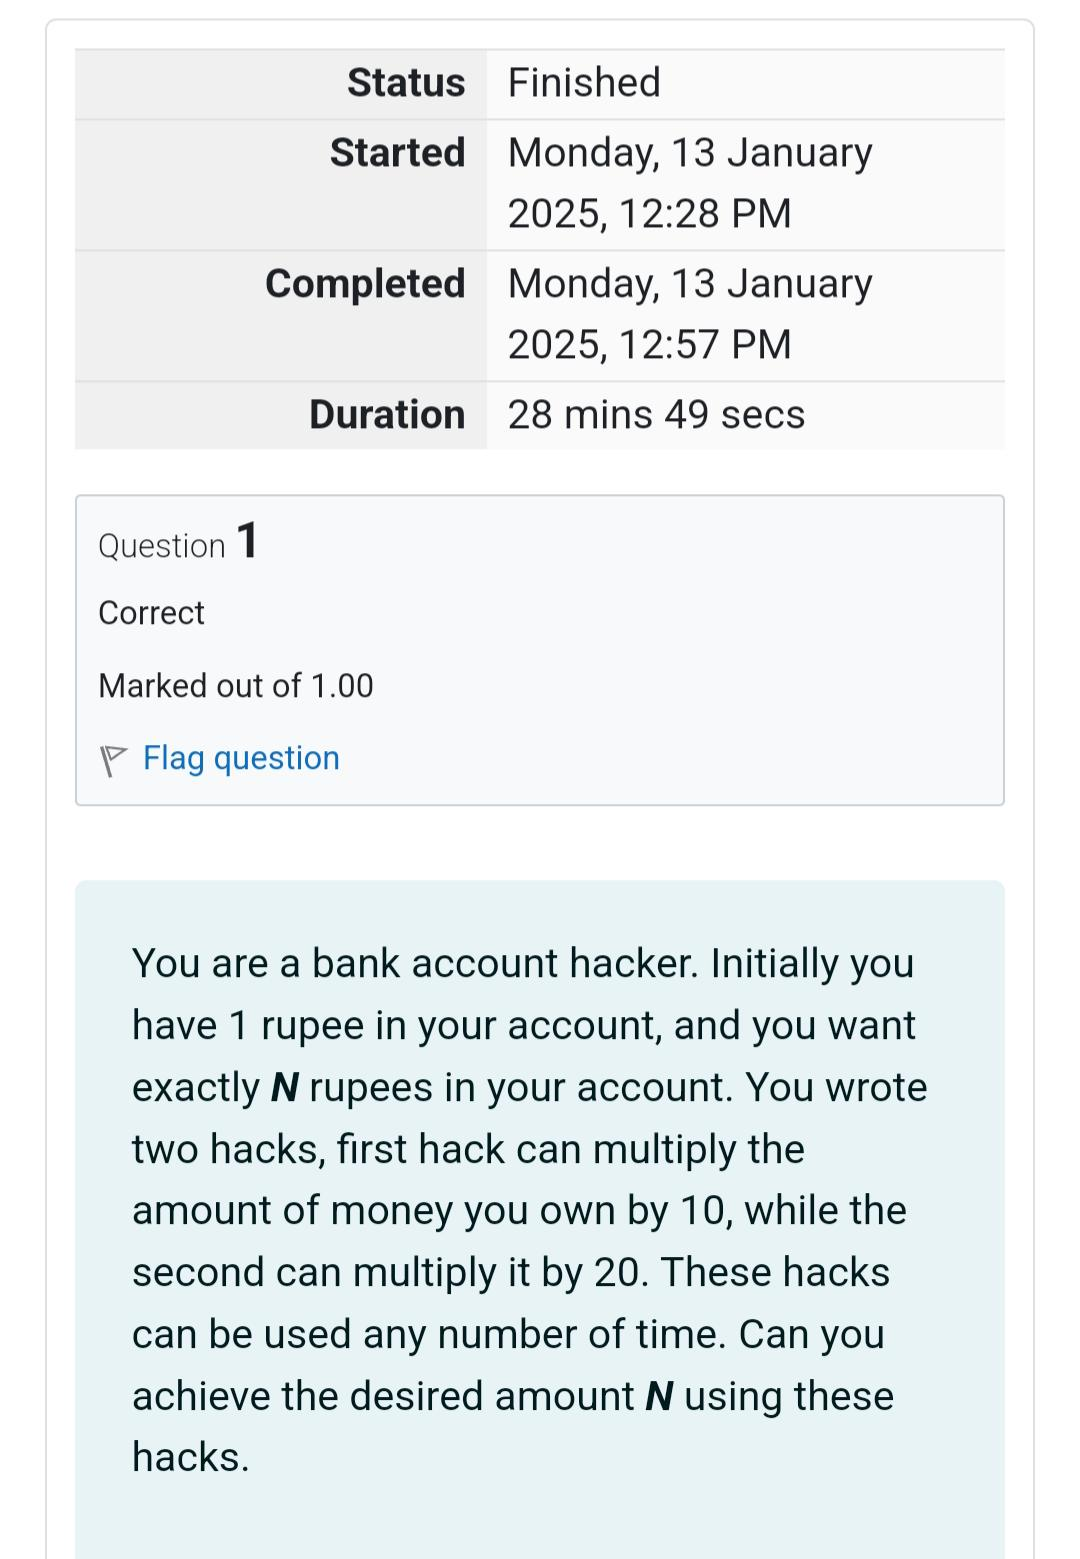 Status Finished
Started Monday, 13 January
2025, 12:28 PM
Completed Monday, 13 January
2025, 12:57 PM
Duration 28 mins 49 secs
Question 1
Correct
Marked out of 1.00
Flag question
You are a bank account hacker. Initially you
have 1 rupee in your account, and you want
exactly N rupees in your account. You wrote
two hacks, first hack can multiply the
amount of money you own by 10, while the
second can multiply it by 20. These hacks
can be used any number of time. Can you
achieve the desired amount N using these
hacks.